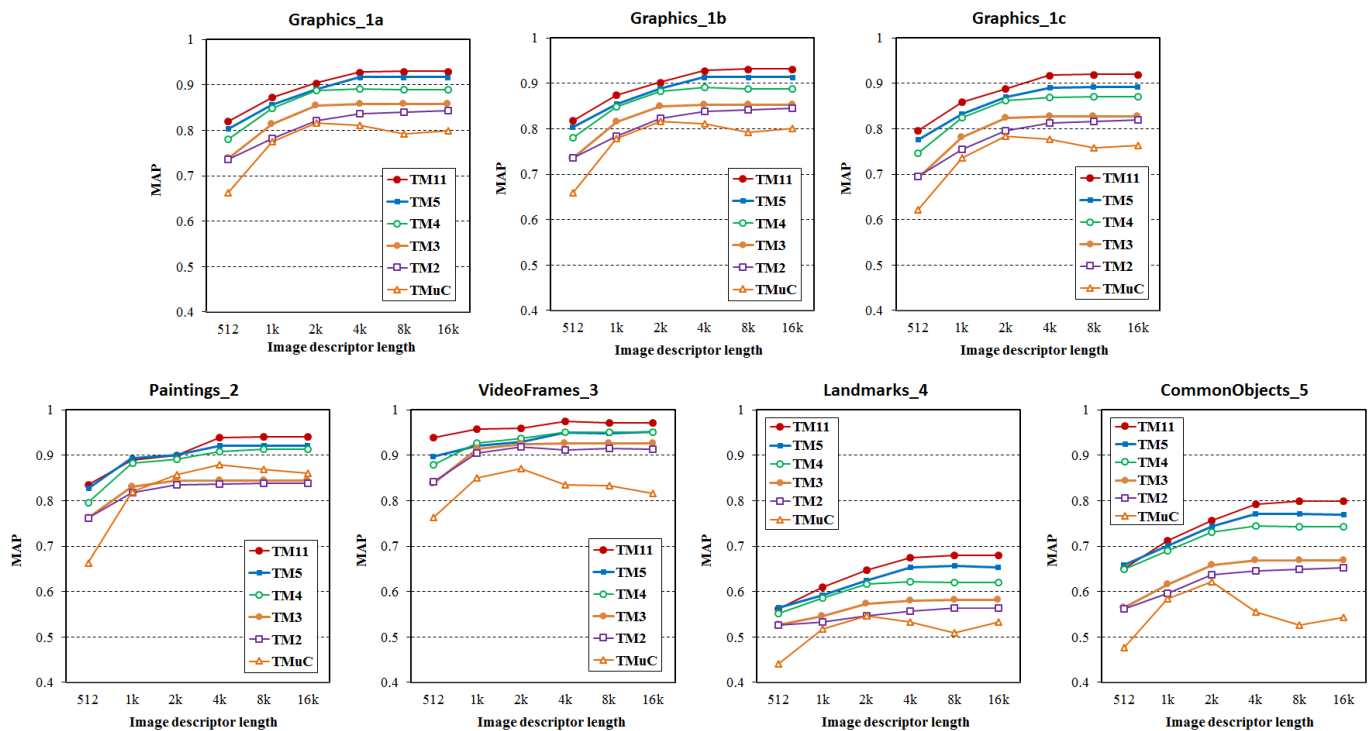 Graphics_1a
1
0.9
0.8
0.7
0.6
0.5
0.4
MAP
TM11
TM5
TM4
TM3
TM2
TMuC
512 1k 2k 4k 8k 16k
Image descriptor length
Graphics_1b
1
0.9
0.8
0.7
0.6
0.5
0.4
MAP
TM11
TM5
TM4
TM3
TM2
TMuC
512 1k 2k 4k 8k 16k
Image descriptor length
Graphics_1c
1
0.9
0.8
0.7
0.6
0.5
0.4
MAP
TM11
TM5
TM4
TM3
TM2
TMuC
512 1k 2k 4k 8k 16k
Image descriptor length
Paintings_2
1
0.9
0.8
0.7
0.6
0.5
0.4
MAP
TM11
TM5
TM4
TM3
TM2
TMuC
512 1k 2k 4k 8k 16k
Image descriptor length
VideoFrames_3
1
0.9
0.8
0.7
0.6
0.5
0.4
MAP
TM11
TM5
TM4
TM3
TM2
TMuC
512 1k 2k 4k 8k 16k
Image descriptor length
Landmarks_4
1
0.9
0.8
0.7
0.6
0.5
0.4
MAP
TM11
TM5
TM4
TM3
TM2
TMuC
512 1k 2k 4k 8k 16k
Image descriptor length
CommonObjects_5
1
0.9
0.8
0.7
0.6
0.5
0.4
MAP
TM11
TM5
TM4
TM3
TM2
TMuC
512 1k 2k 4k 8k 16k
Image descriptor length